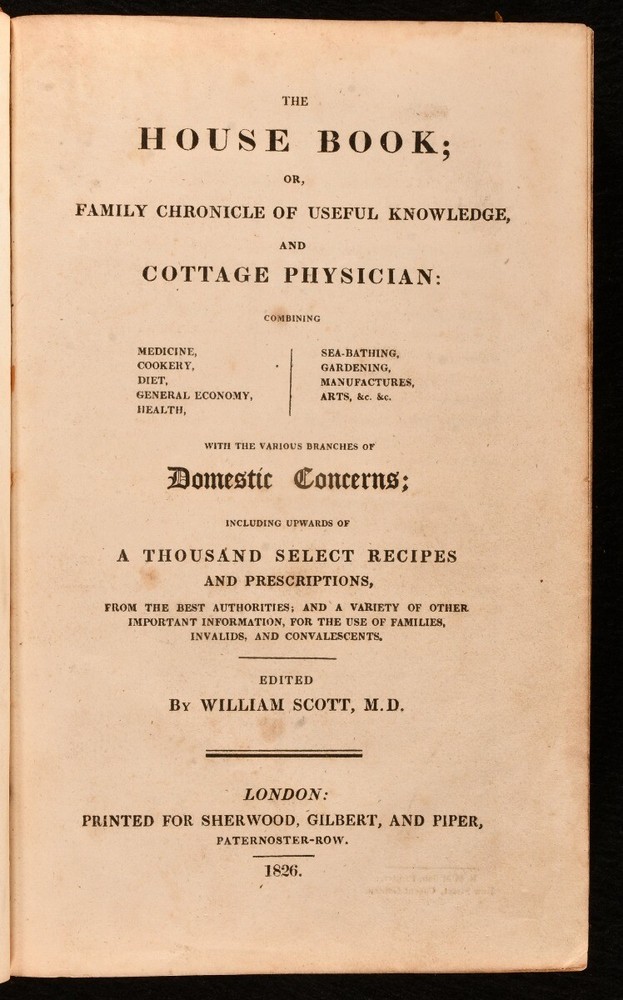 THE
HOUSE BOOK;
OR,
FAMILY CHRONICLE OF USEFUL KNOWLEDGE,
AND
COTTAGE PHYSICIAN:
COMBINING
MEDICINE,
COOKERY,
DIET,
GENERAL ECONOMY,
HEALTH,
SEA-BATHING,
GARDENING,
MANUFACTURES,
ARTS, &c. &c.
WITH THE VARIOUS BRANCHES OF
Domestic Concerns;
INCLUDING UPWARDS OF
A THOUSAND SELECT RECIPES
AND PRESCRIPTIONS,
FROM THE BEST AUTHORITIES; AND A VARIETY OF OTHER
IMPORTANT INFORMATION, FOR THE USE OF FAMILIES,
INVALIDS, AND CONVALESCENTS.
EDITED
By WILLIAM SCOTT, M.D.
LONDON:
PRINTED FOR SHERWOOD, GILBERT, AND PIPER,
PATERNOSTER-ROW.
1826.